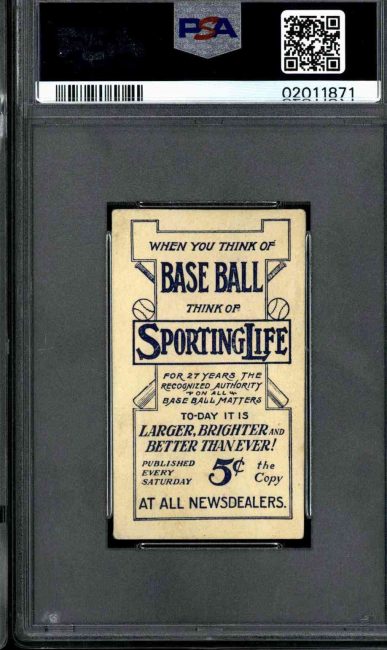 PSA
02011871
WHEN YOU THINK OF
BASE BALL
THINK OF
SPORTING LIFE
FOR 27 YEARS THE
RECOGNIZED AUTHORITY
ON ALL
BASE BALL MATTERS
TO-DAY IT IS
LARGER, BRIGHTER AND
BETTER THAN EVER!
PUBLISHED
EVERY
SATURDAY
5¢
the
Copy
AT ALL NEWSDEALERS.